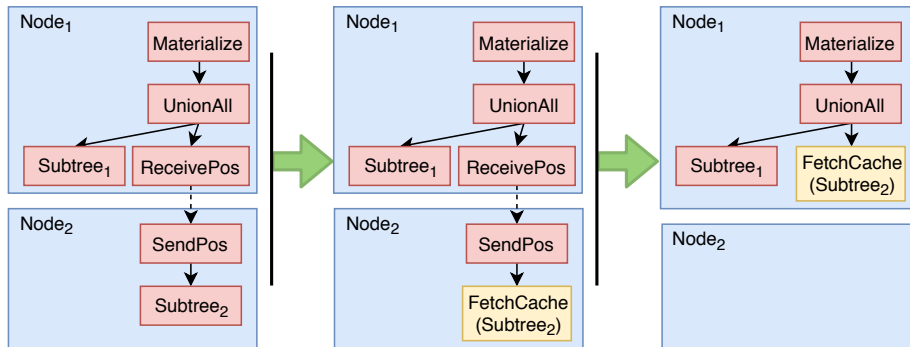 Node₁
Materialize
UnionAll
Subtree₁
ReceivePos
Node₂
SendPos
Subtree₂
Node₁
Materialize
UnionAll
Subtree₁
ReceivePos
Node₂
SendPos
FetchCache
(Subtree₂)
Node₁
Materialize
UnionAll
Subtree₁
FetchCache
(Subtree₂)
Node₂